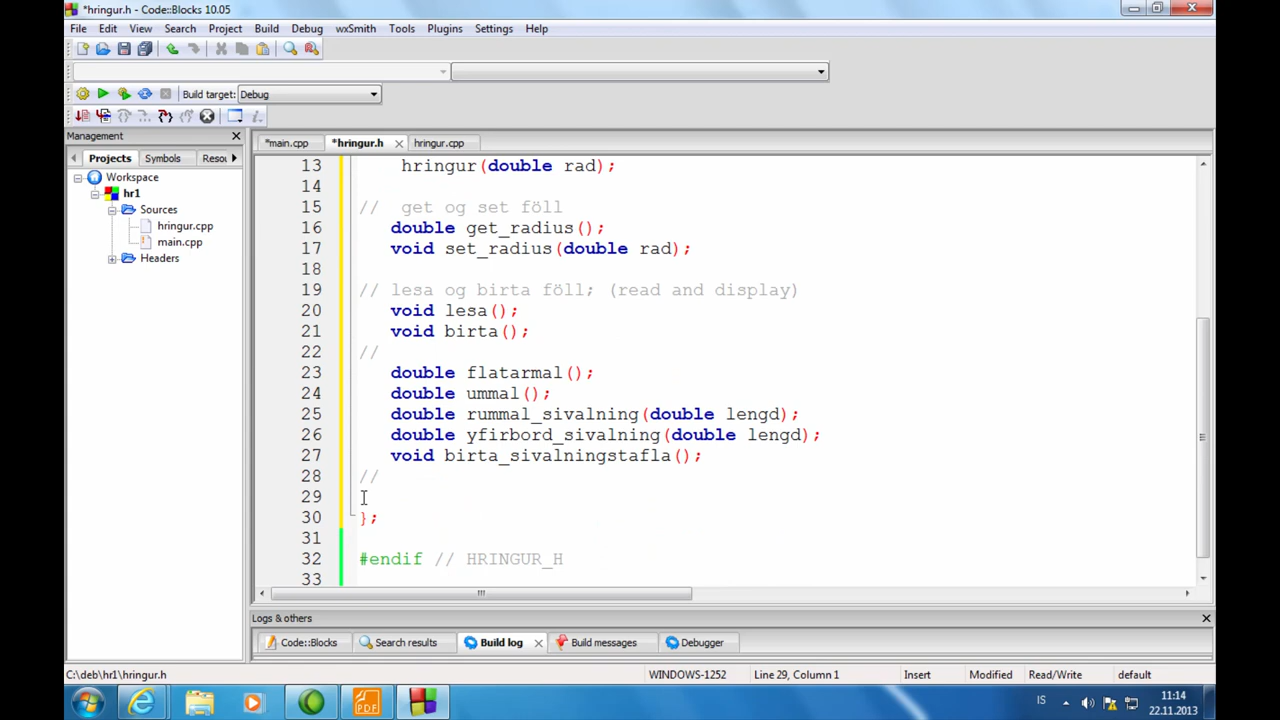 *hringur.h - Code::Blocks 10.05
File Edit View Search Project Build Debug wxSmith Tools Plugins Settings Help
Build target: Debug
Management
Projects Symbols Resou
Workspace
hr1
Sources
hringur.cpp
main.cpp
Headers
*main.cpp *hringur.h hringur.cpp
13 hringur(double rad);
14
15 // get og set föll
16 double get_radius();
17 void set_radius(double rad);
18
19 // lesa og birta föll; (read and display)
20 void lesa();
21 void birta();
22 //
23 double flatarmal();
24 double ummal();
25 double rummal_sivalning(double lengd);
26 double yfirbord_sivalning(double lengd);
27 void birta_sivalningstafla();
28 //
29
30 };
31
32 #endif // HRINGUR_H
33
Logs & others
Code::Blocks Search results Build log Build messages Debugger
C:\deb\hr1\hringur.h WINDOWS-1252 Line 29, Column 1 Insert Modified Read/Write default
PDF IS 11:14
22.11.2013